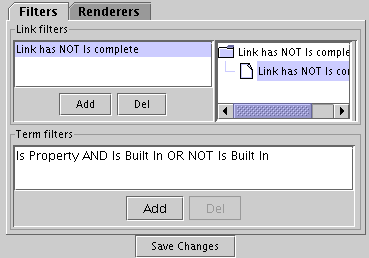 Filters Renderers
Link filters
Link has NOT Is complete
Link has NOT Is comple
Link has NOT Is con
Add Del
Term filters
Is Property AND Is Built In OR NOT Is Built In
Add Del
Save Changes